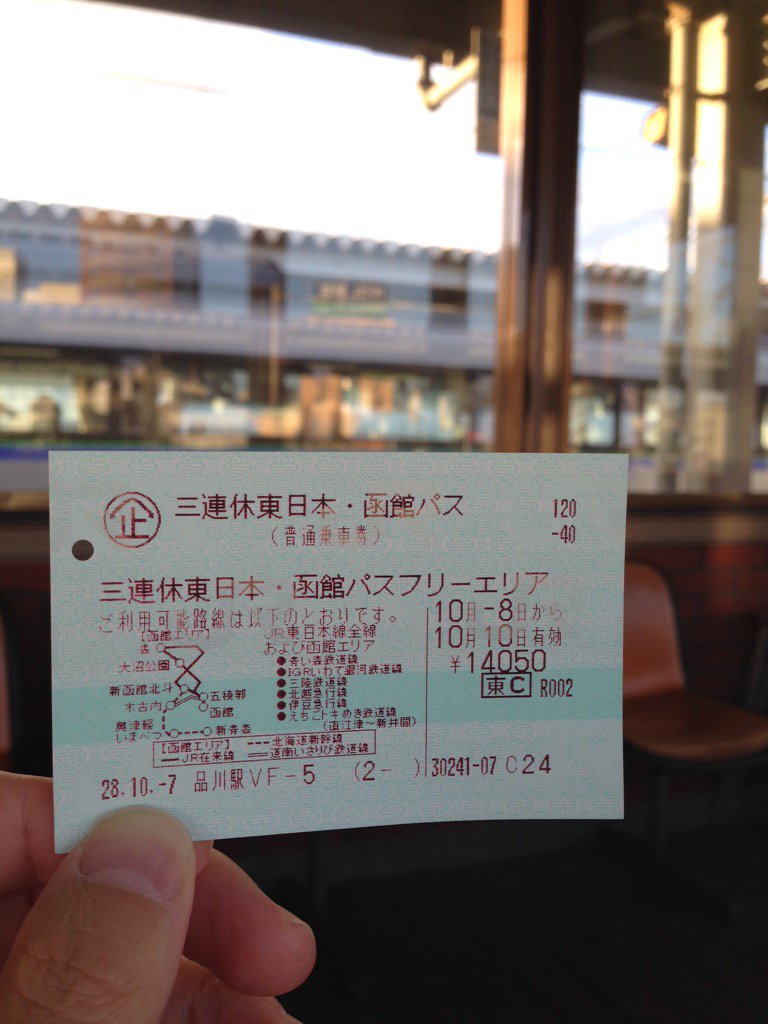 企 三連休東日本・函館パス 120
(普通乗車券) -40
三連休東日本・函館パスフリーエリア
ご利用可能路線は以下のとおりです。
【函館エリア】
森
大沼公園
新函館北斗
木古内
五稜郭
函館
奥津軽
いまべつ
新青森
【函館エリア】 北海道新幹線
JR在来線 道南いさりび鉄道線
JR東日本線全線
および函館エリア
●青い森鉄道線
●IGRいわて銀河鉄道線
●三陸鉄道線
●北越急行線
●伊豆急行線
●えちごトキめき鉄道線
(直江津〜新井間)
10月-8日から
10月10日有効
¥14050
東C R002
28.10.-7 品川駅VF-5 (2- ) 30241-07 C24